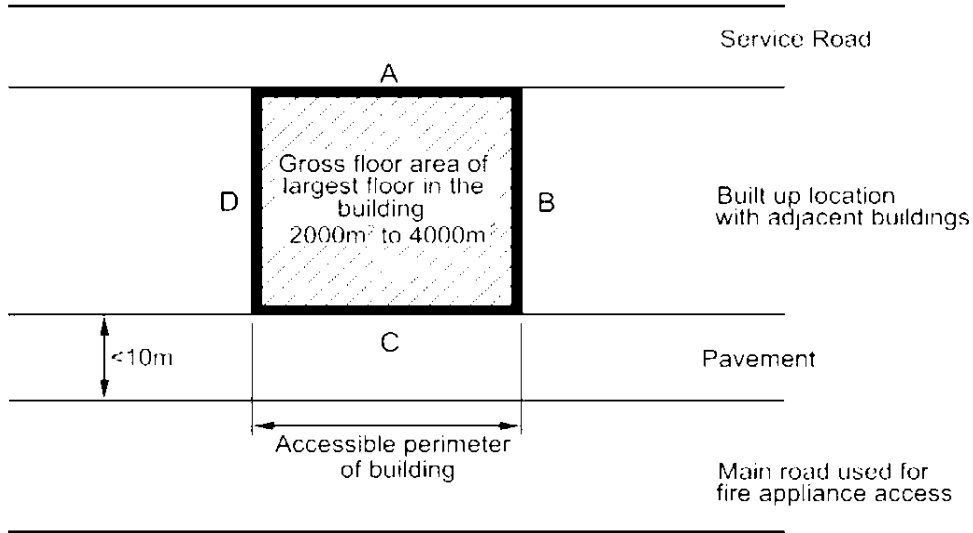 Service Road
A
Gross floor area of
largest floor in the
building
2000m² to 4000m²
D
B
Built up location
with adjacent buildings
C
<10m
Pavement
Accessible perimeter
of building
Main road used for
fire appliance access